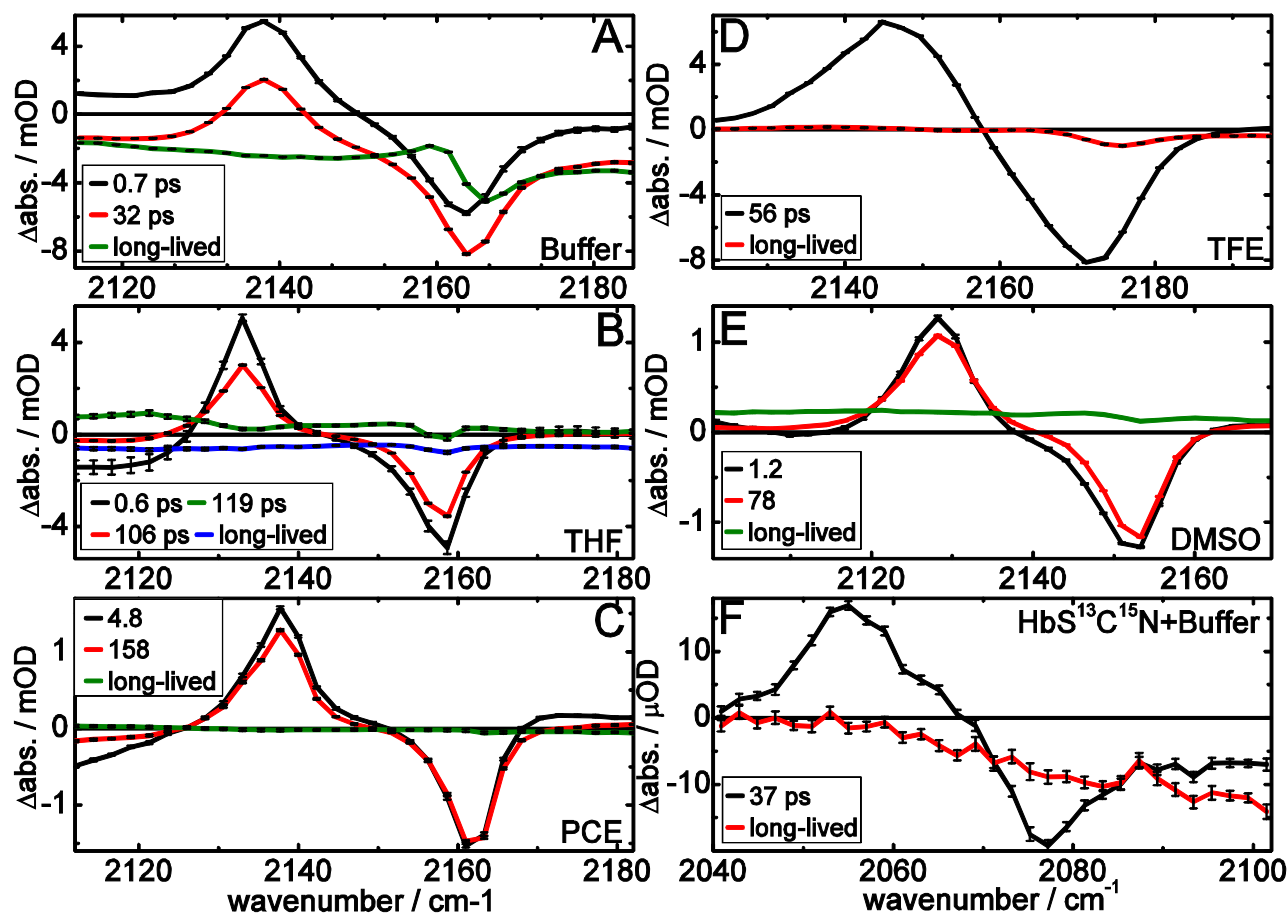 A
Δabs. / mOD
4
0
-4
-8
0.7 ps
32 ps
long-lived
Buffer
2120
2140
2160
2180
D
Δabs. / mOD
4
0
-4
-8
56 ps
long-lived
TFE
2140
2160
2180
B
Δabs. / mOD
4
0
-4
0.6 ps
119 ps
106 ps
long-lived
THF
2120
2140
2160
2180
E
Δabs. / mOD
1
0
-1
1.2
78
long-lived
DMSO
2120
2140
2160
C
Δabs. / mOD
1
0
-1
4.8
158
long-lived
PCE
2120
2140
2160
2180
wavenumber / cm-1
F
HbS¹³C¹⁵N+Buffer
Δabs. / μOD
10
0
-10
37 ps
long-lived
2040
2060
2080
2100
wavenumber / cm⁻¹